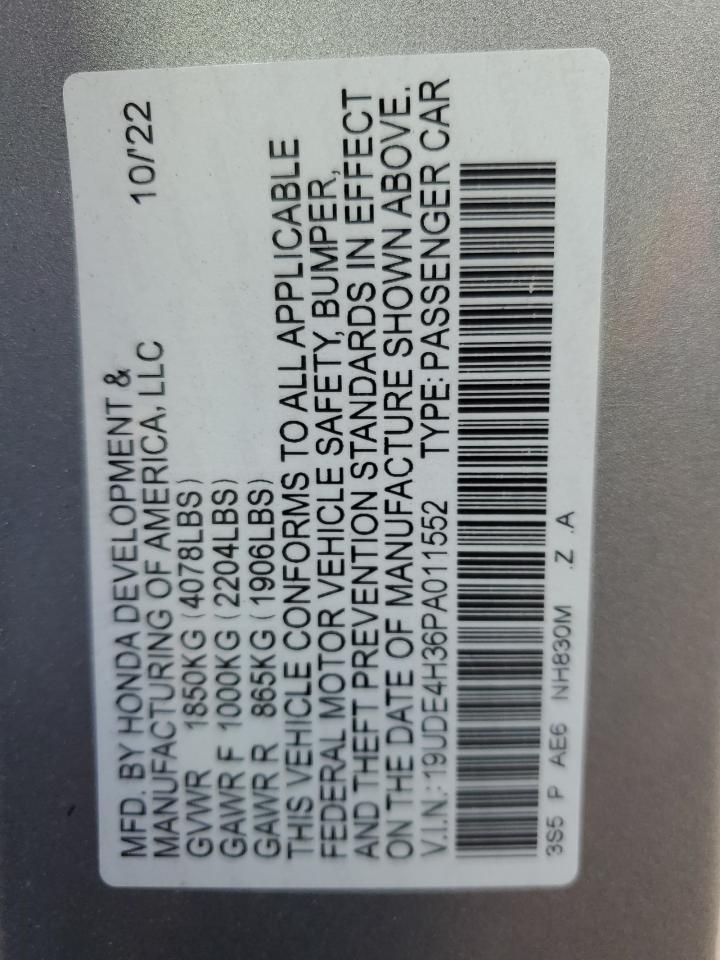 MFD. BY HONDA DEVELOPMENT &
MANUFACTURING OF AMERICA, LLC 10/'22
GVWR 1850KG (4078LBS)
GAWR F 1000KG (2204LBS)
GAWR R 865KG (1906LBS)
THIS VEHICLE CONFORMS TO ALL APPLICABLE
FEDERAL MOTOR VEHICLE SAFETY, BUMPER,
AND THEFT PREVENTION STANDARDS IN EFFECT
ON THE DATE OF MANUFACTURE SHOWN ABOVE.
V.I.N.: 19UDE4H36PA011552 TYPE: PASSENGER CAR
3S5 P AE6 NH830M .Z .A